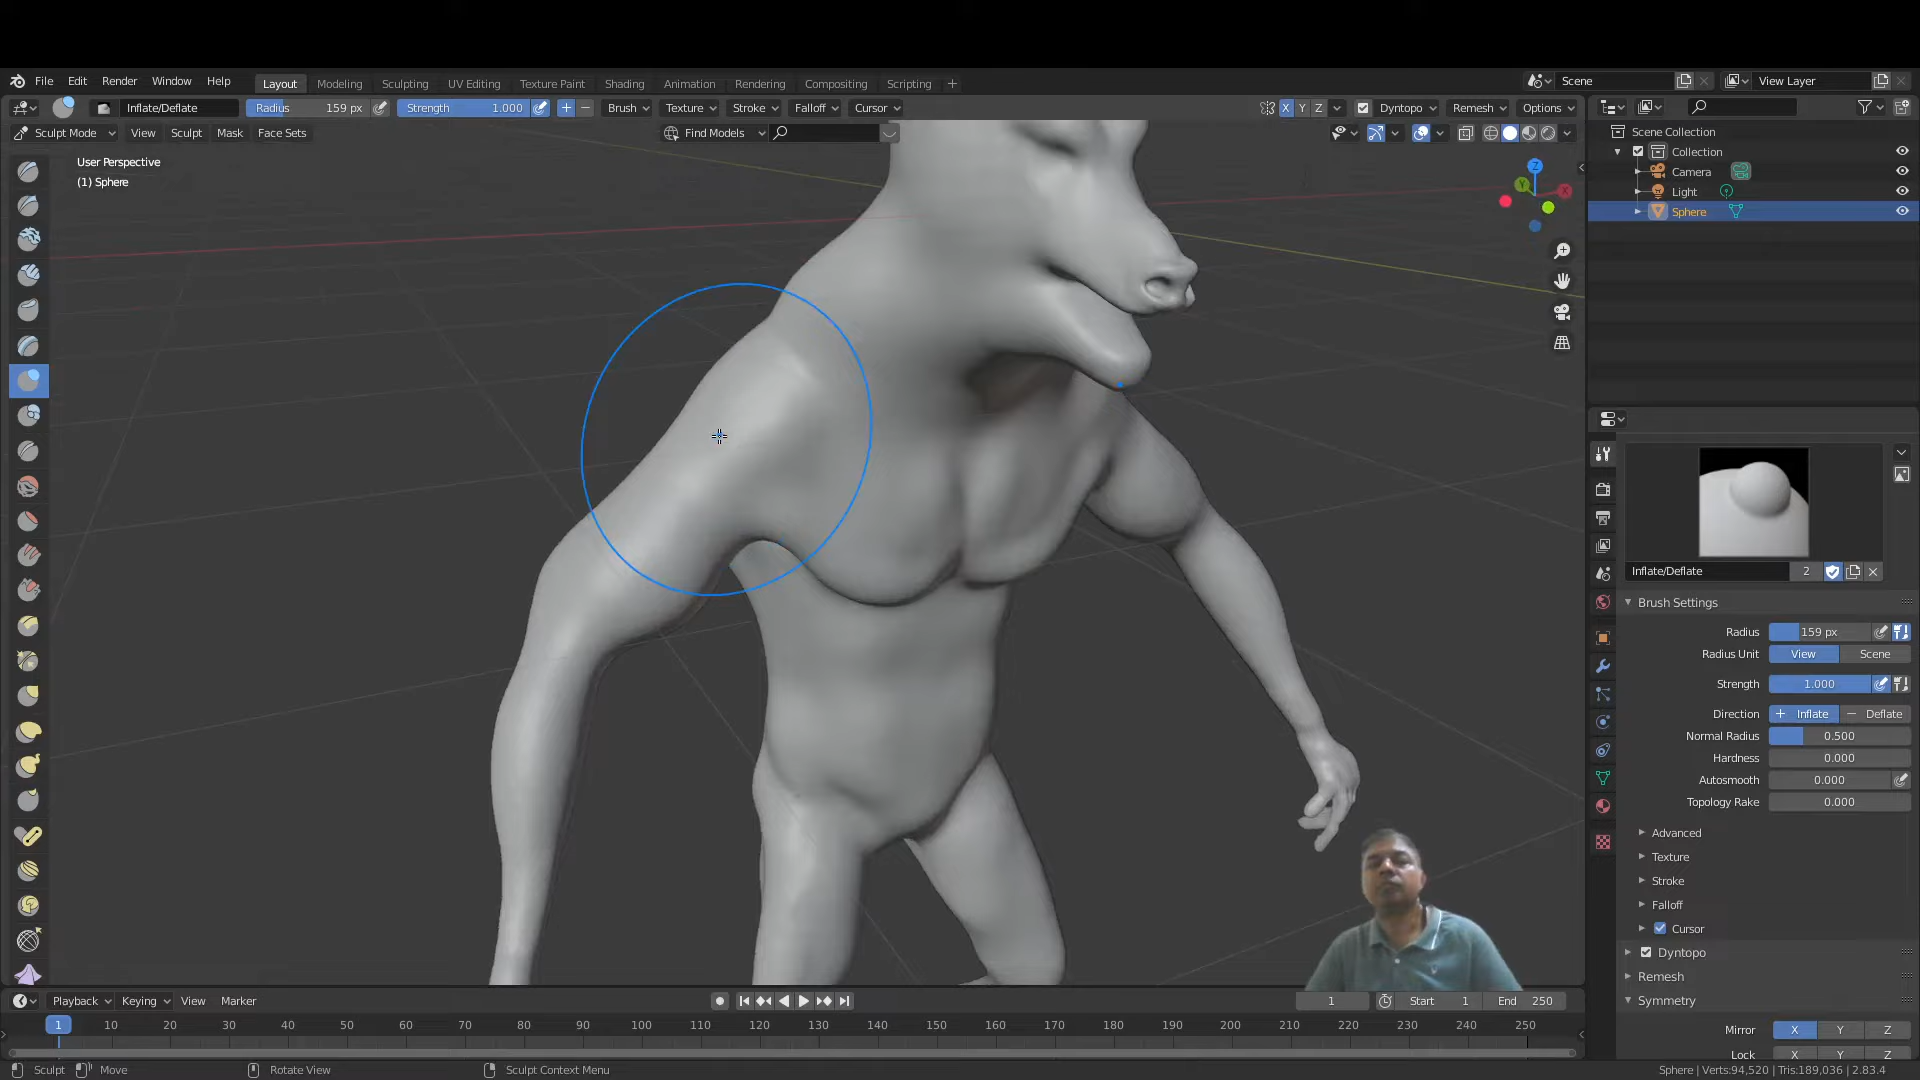 File Edit Render Window Help Layout Modeling Sculpting UV Editing Texture Paint Shading Animation Rendering Compositing Scripting + Scene View Layer
Inflate/Deflate Radius 159 px Strength 1.000 + − Brush Texture Stroke Falloff Cursor X Y Z Dyntopo Remesh Options
Sculpt Mode View Sculpt Mask Face Sets Find Models
Scene Collection
Collection
Camera
Light
Sphere
User Perspective
(1) Sphere
Z
Y
X
Inflate/Deflate 2
Brush Settings
Radius 159 px
Radius Unit View Scene
Strength 1.000
Direction + Inflate − Deflate
Normal Radius 0.500
Hardness 0.000
Autosmooth 0.000
Topology Rake 0.000
Advanced
Texture
Stroke
Falloff
Cursor
Dyntopo
Remesh
Symmetry
Mirror X Y Z
Lock X Y Z
Playback Keying View Marker 1 Start 1 End 250
1 10 20 30 40 50 60 70 80 90 100 110 120 130 140 150 160 170 180 190 200 210 220 230 240 250
Sculpt Move Rotate View Sculpt Context Menu Sphere | Verts:94,520 | Tris:189,036 | 2.83.4